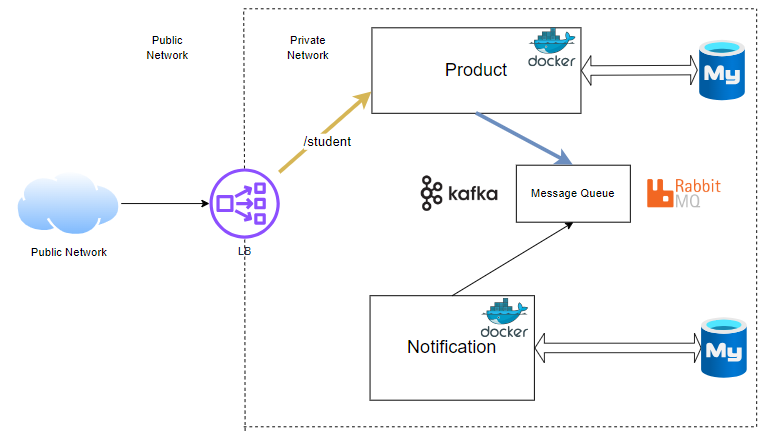 Public
Network
Private
Network
docker
Product
My
/student
kafka
Message Queue
Rabbit
MQ
Public Network
LB
docker
Notification
My